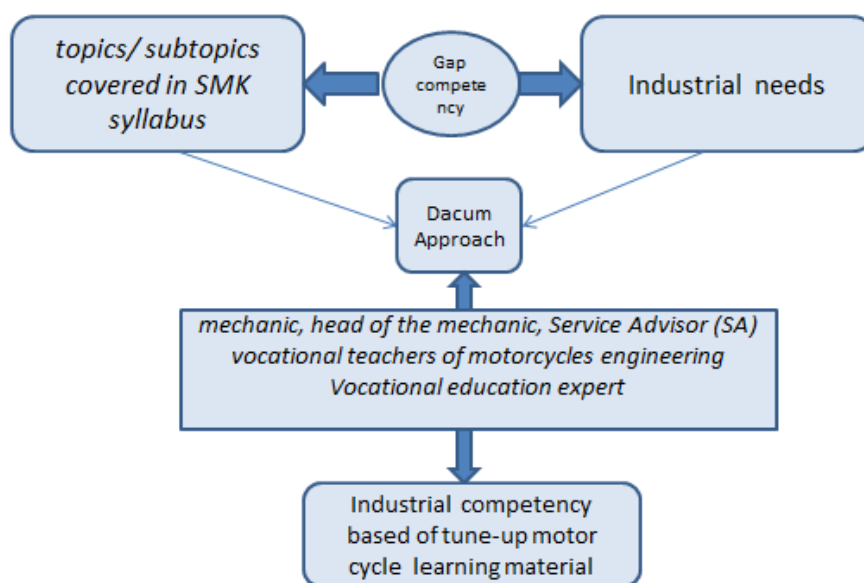 topics/ subtopics
covered in SMK
syllabus
Gap
compete
ncy
Industrial needs
Dacum
Approach
mechanic, head of the mechanic, Service Advisor (SA)
vocational teachers of motorcycles engineering
Vocational education expert
Industrial competency
based of tune-up motor
cycle learning material